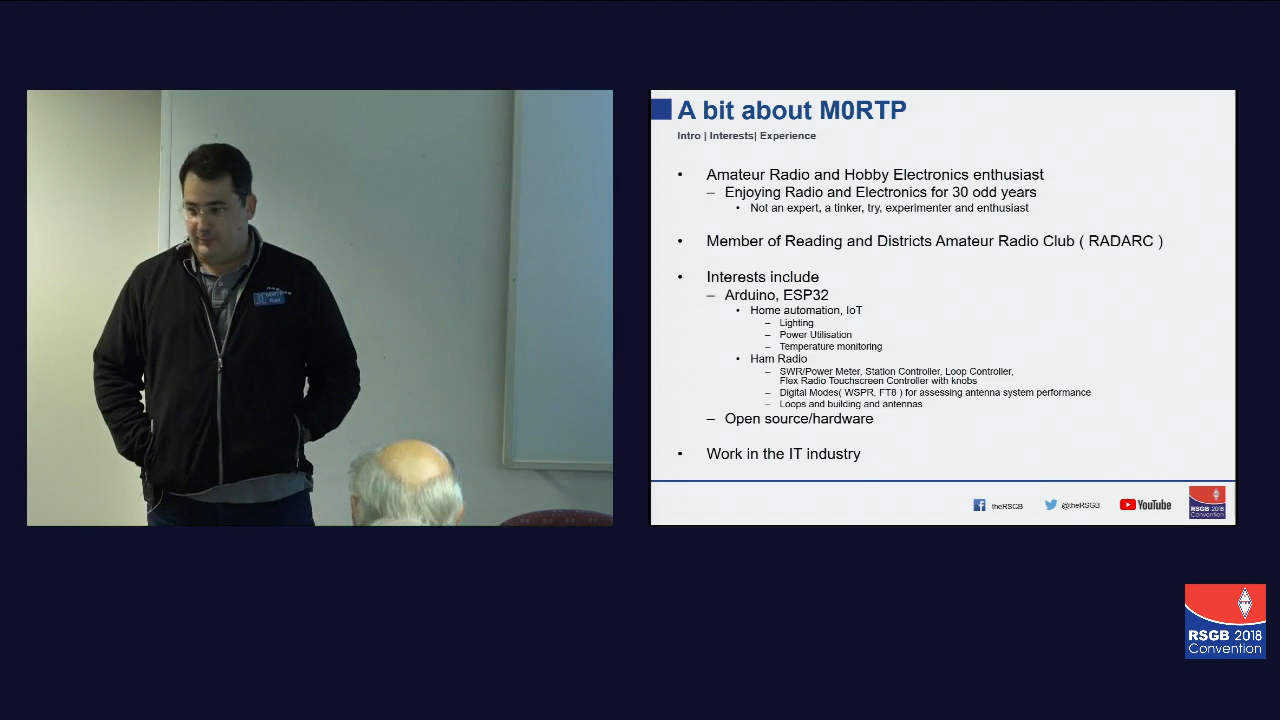 A bit about M0RTP
Intro | Interests| Experience
• Amateur Radio and Hobby Electronics enthusiast
– Enjoying Radio and Electronics for 30 odd years
• Not an expert, a tinker, try, experimenter and enthusiast
• Member of Reading and Districts Amateur Radio Club ( RADARC )
• Interests include
– Arduino, ESP32
• Home automation, IoT
– Lighting
– Power Utilisation
– Temperature monitoring
• Ham Radio
– SWR/Power Meter, Station Controller, Loop Controller,
Flex Radio Touchscreen Controller with knobs
– Digital Modes( WSPR, FT8 ) for assessing antenna system performance
– Loops and building and antennas
– Open source/hardware
• Work in the IT industry
theRSGB
@theRSGB
YouTube
RSGB 2018
Convention
RSGB 2018
Convention